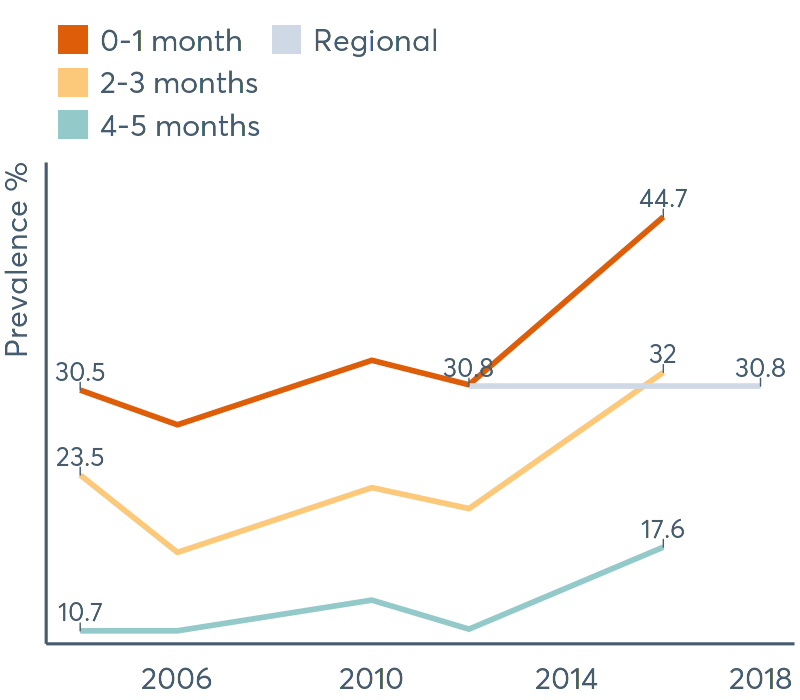 0-1 month Regional
2-3 months
4-5 months
Prevalence %
44.7
30.5 30.8 32 30.8
23.5
17.6
10.7
2006 2010 2014 2018